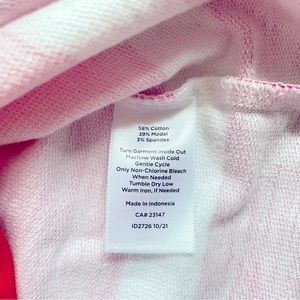 58% Cotton
39% Model
3% Spandex
Turn Garment Inside Out
Machine Wash Cold
Gentle Cycle
Only Non-Chlorine Bleach
When Needed
Tumble Dry Low
Warm Iron, If Needed
Made in Indonesia
CA# 23147
ID2726 10/21